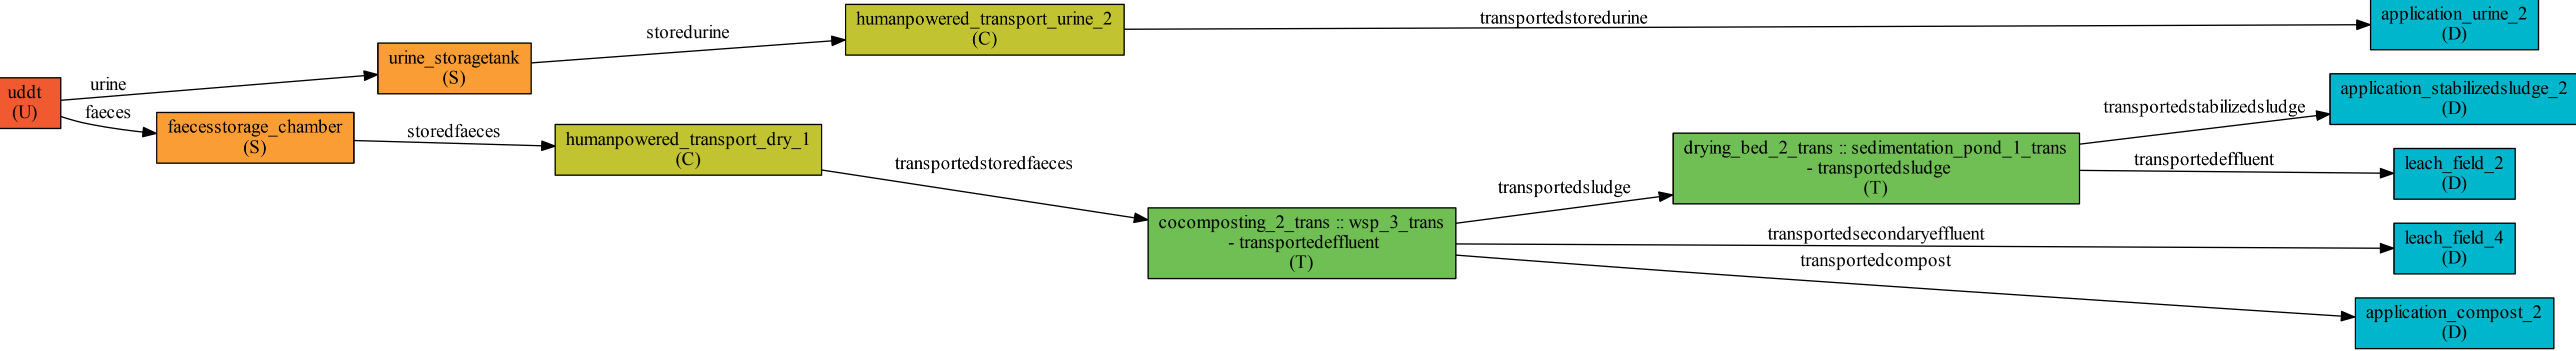 uddt
(U)
urine
faeces
urine_storagetank
(S)
faecesstorage_chamber
(S)
storedurine
storedfaeces
humanpowered_transport_urine_2
(C)
humanpowered_transport_dry_1
(C)
transportedstoredurine
transportedstoredfaeces
cocomposting_2_trans :: wsp_3_trans
- transportedeffluent
(T)
transportedsludge
transportedsecondaryeffluent
transportedcompost
drying_bed_2_trans :: sedimentation_pond_1_trans
- transportedsludge
(T)
transportedstabilizedsludge
transportedeffluent
application_urine_2
(D)
application_stabilizedsludge_2
(D)
leach_field_2
(D)
leach_field_4
(D)
application_compost_2
(D)